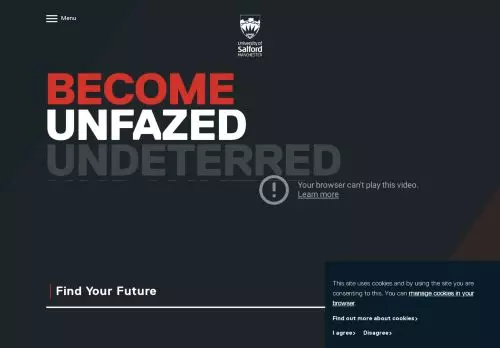 Menu
University of
Salford
MANCHESTER
BECOME
UNFAZED
UNDETERRED
Your browser can't play this video.
Learn more
Find Your Future
This site uses cookies and by using the site you are
consenting to this. You can manage cookies in your
browser.
Find out more about cookies>
I agree> Disagree>